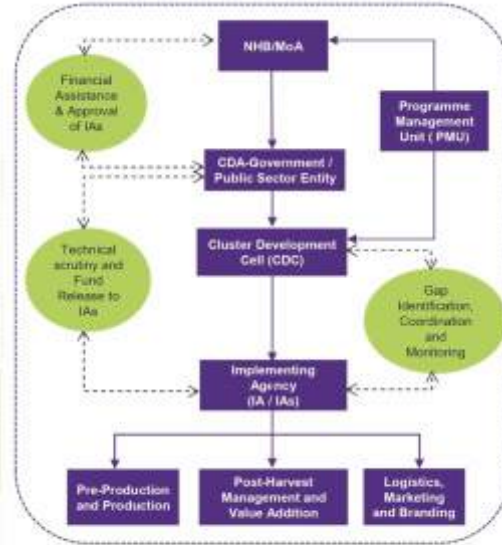 NHB/MoA
Financial
Assistance
& Approval
of IAs
Programme
Management
Unit ( PMU)
CDA-Government /
Public Sector Entity
Cluster Development
Cell (CDC)
Technical
scrutiny and
Fund
Release to
IAs
Gap
Identification,
Coordination
and
Monitoring
Implementing
Agency
(IA / IAs)
Pre-Production
and Production
Post-Harvest
Management and
Value Addition
Logistics,
Marketing
and Branding